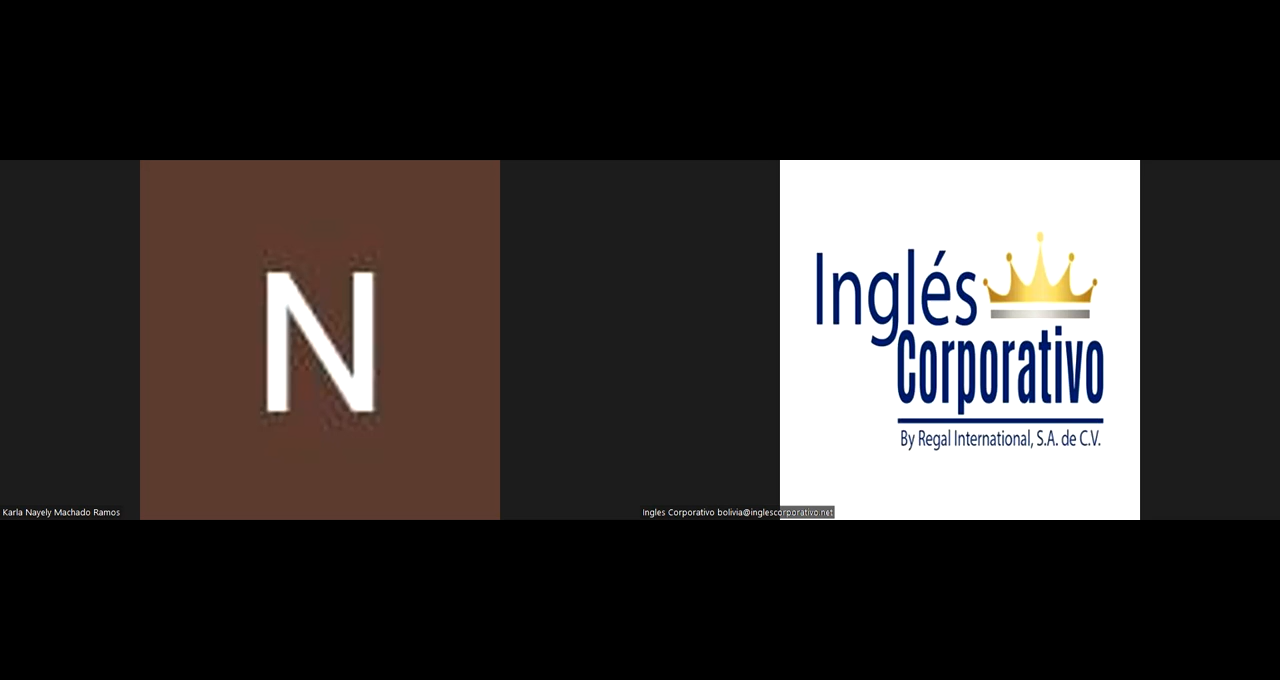 N
Inglés
Corporativo
By Regal International, S.A. de C.V.
Karla Nayely Machado Ramos
Ingles Corporativo bolivia@inglescorporativo.net